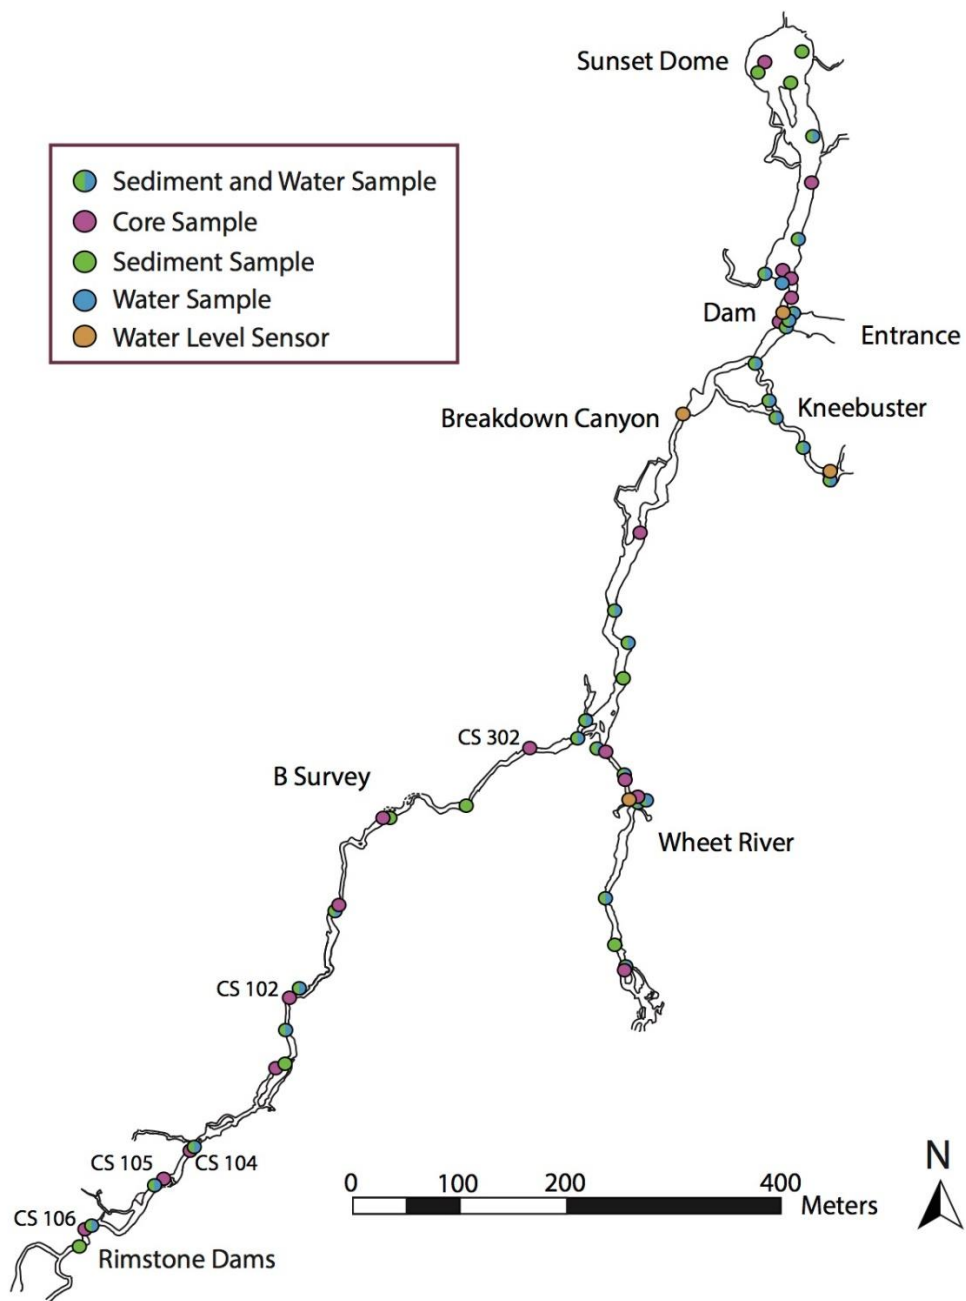 Sunset Dome
Sediment and Water Sample
Core Sample
Sediment Sample
Water Sample
Water Level Sensor
Dam
Entrance
Breakdown Canyon
Kneebuster
CS 302
B Survey
Wheet River
CS 102
CS 105
CS 104
CS 106
Rimstone Dams
0 100 200 400
Meters
N